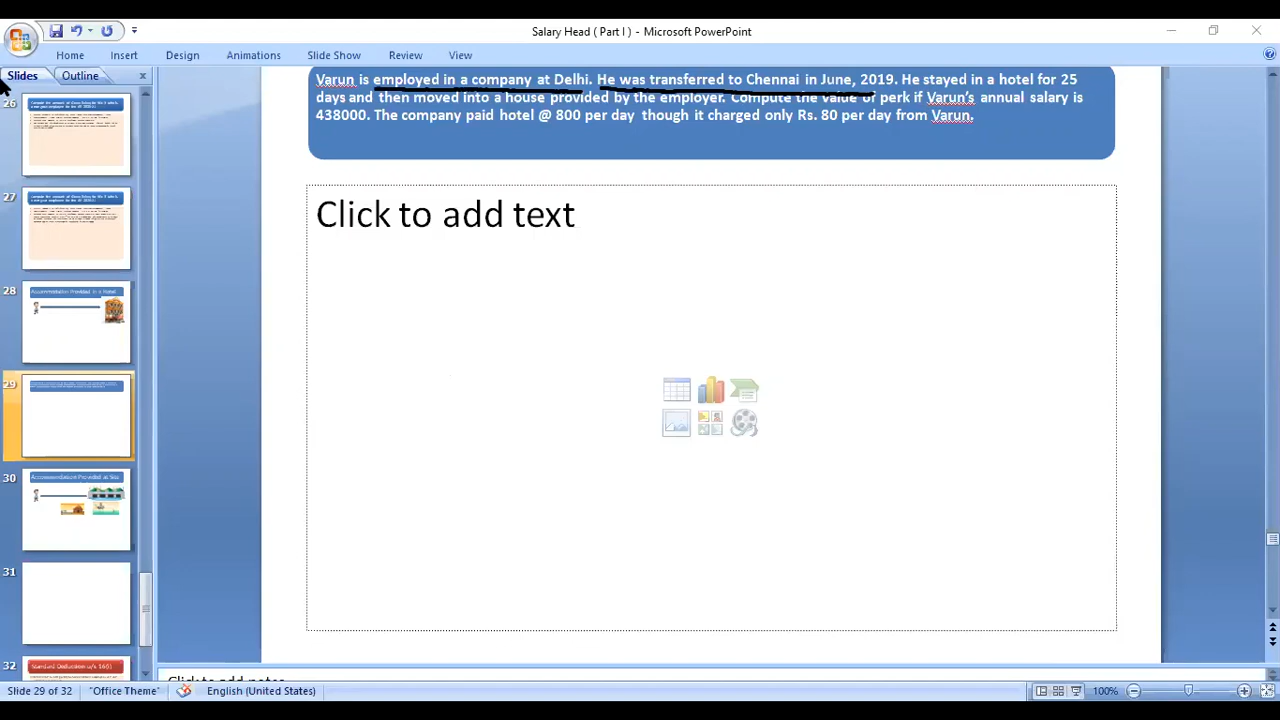 Salary Head ( Part I ) - Microsoft PowerPoint
Home Insert Design Animations Slide Show Review View
Slides Outline
Varun is employed in a company at Delhi. He was transferred to Chennai in June, 2019. He stayed in a hotel for 25
days and then moved into a house provided by the employer. Compute the value of perk if Varun's annual salary is
438000. The company paid hotel @ 800 per day though it charged only Rs. 80 per day from Varun.
Click to add text
26
27
28
Accommodation Provided in a Hotel
29
30
Accommodation Provided at Site
31
32
Standard Deduction u/s 16(i)
Click to add notes
Slide 29 of 32 "Office Theme" English (United States) 100%